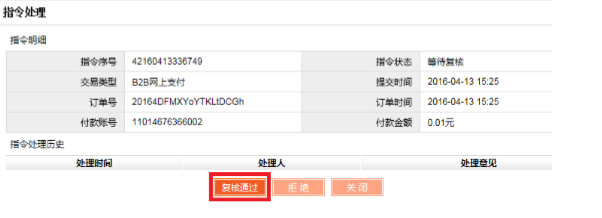 指令处理
指令明细
指令序号 42160413336749 指令状态 等待复核
交易类型 B2B网上支付 提交时间 2016-04-13 15:25
订单号 20164DFMXYoYTKLtDCGh 订单时间 2016-04-13 15:25
付款账号 11014676366002 付款金额 0.01元
指令处理历史
处理时间 处理人 处理意见
复核通过 拒绝 关闭